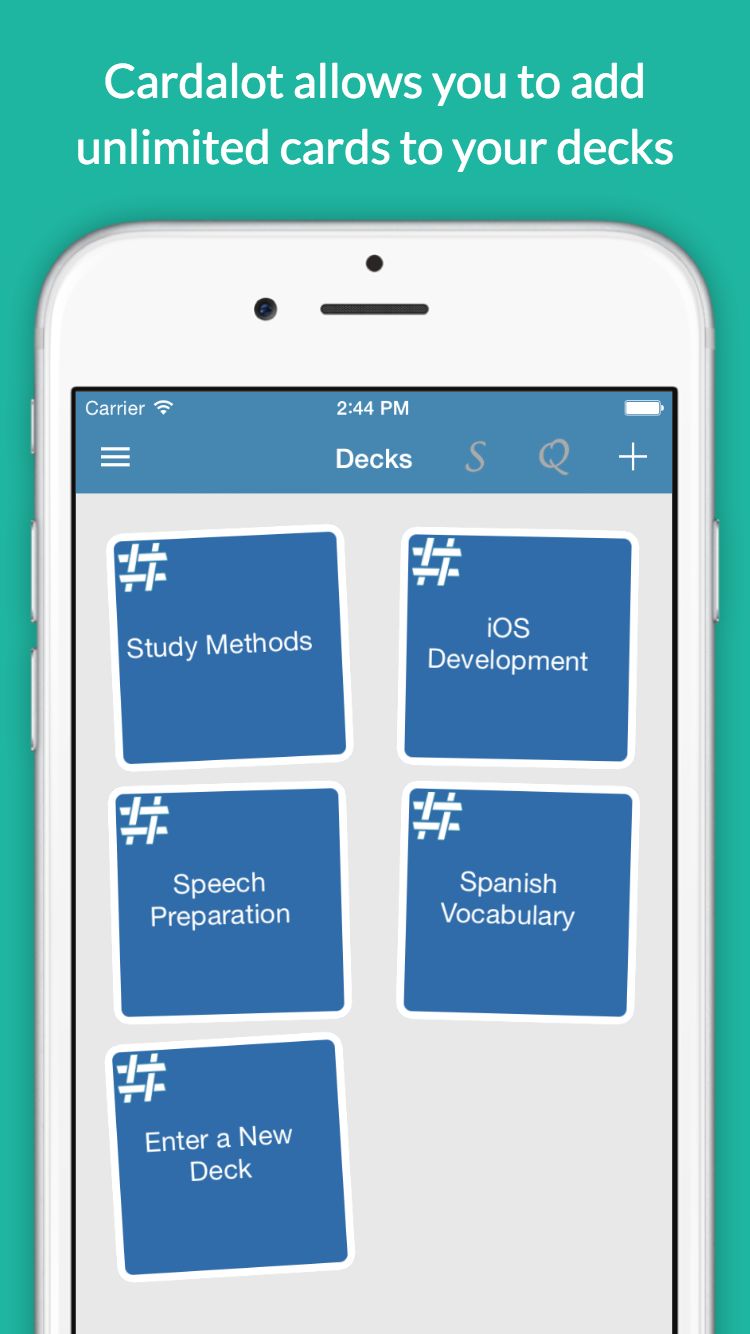 Cardalot allows you to add
unlimited cards to your decks
Carrier 2:44 PM
Decks S Q +
# Study Methods
# iOS
Development
# Speech
Preparation
# Spanish
Vocabulary
# Enter a New
Deck